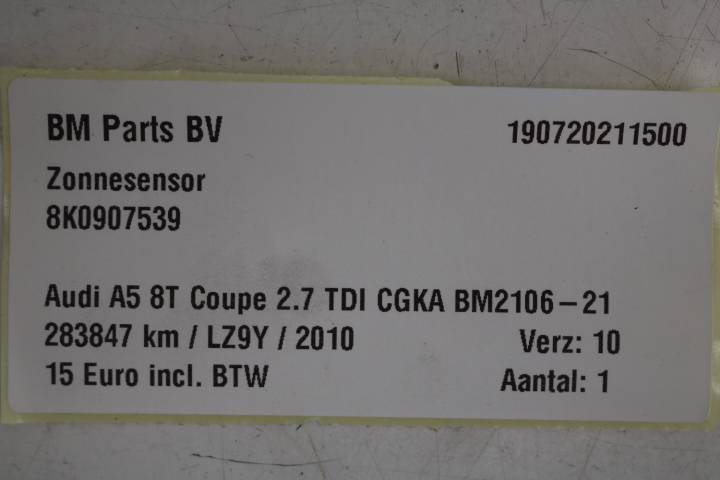 BM Parts BV 190720211500
Zonnesensor
8K0907539
Audi A5 8T Coupe 2.7 TDI CGKA BM2106-21
283847 km / LZ9Y / 2010 Verz: 10
15 Euro incl. BTW Aantal: 1